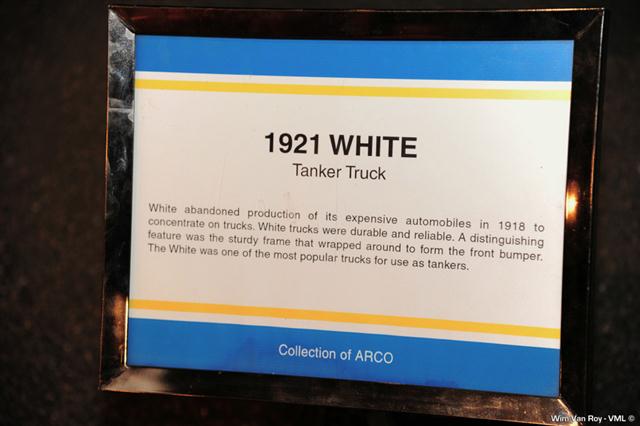 1921 WHITE
Tanker Truck
White abandoned production of its expensive automobiles in 1918 to
concentrate on trucks. White trucks were durable and reliable. A distinguishing
feature was the sturdy frame that wrapped around to form the front bumper.
The White was one of the most popular trucks for use as tankers.
Collection of ARCO
Wim Van Roy - VML ©